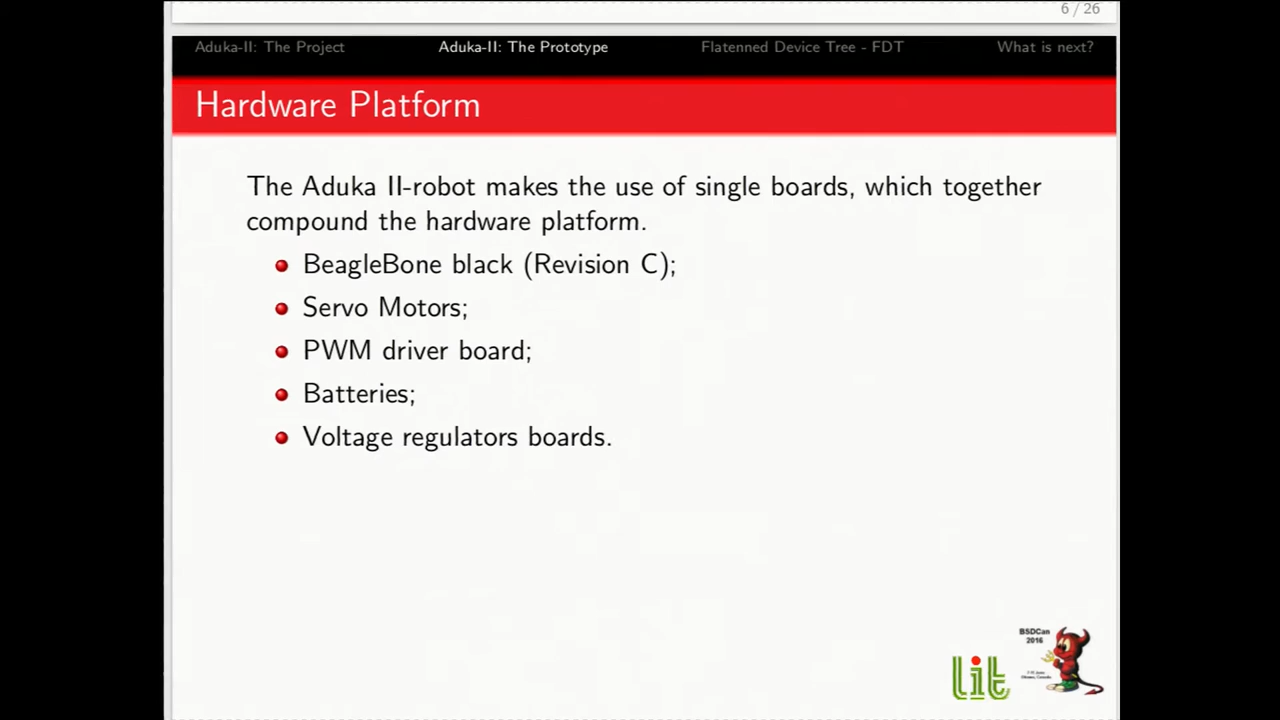 6 / 26
Aduka-II: The Project
Aduka-II: The Prototype
Flatenned Device Tree - FDT
What is next?
Hardware Platform
The Aduka II-robot makes the use of single boards, which together
compound the hardware platform.
BeagleBone black (Revision C);
Servo Motors;
PWM driver board;
Batteries;
Voltage regulators boards.
BSDCan
2016
lit